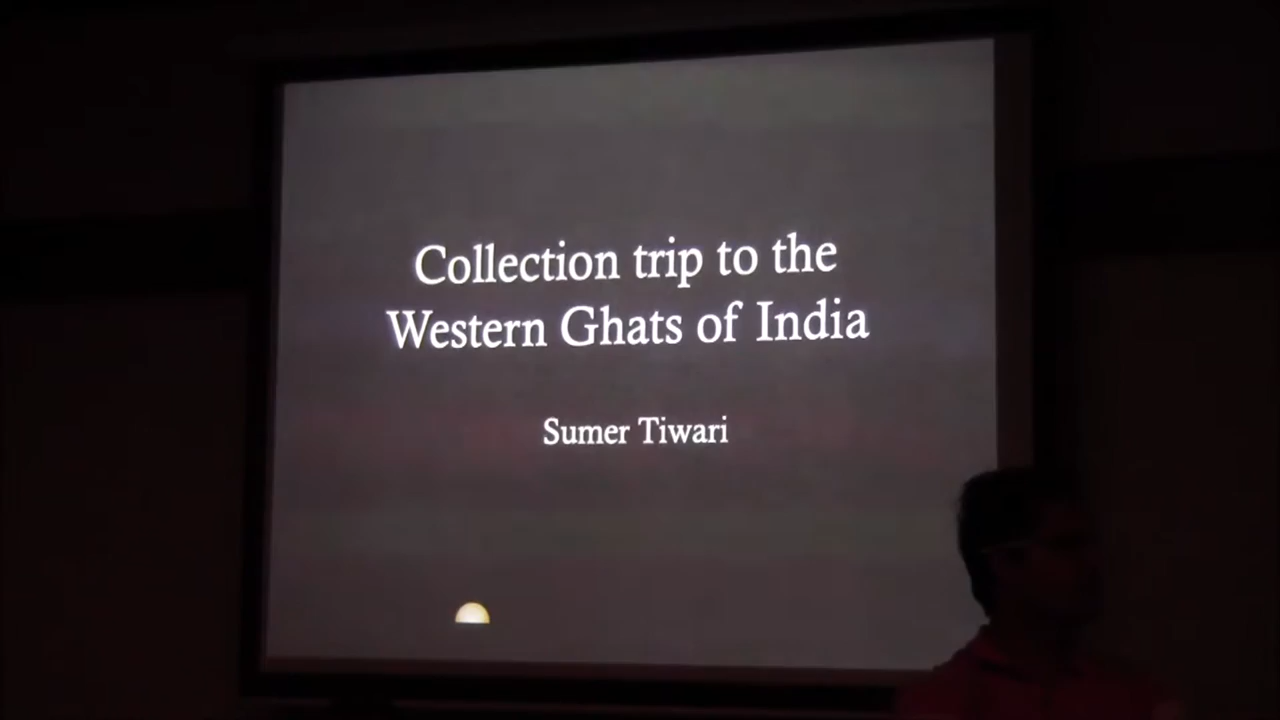 Collection trip to the
Western Ghats of India
Sumer Tiwari